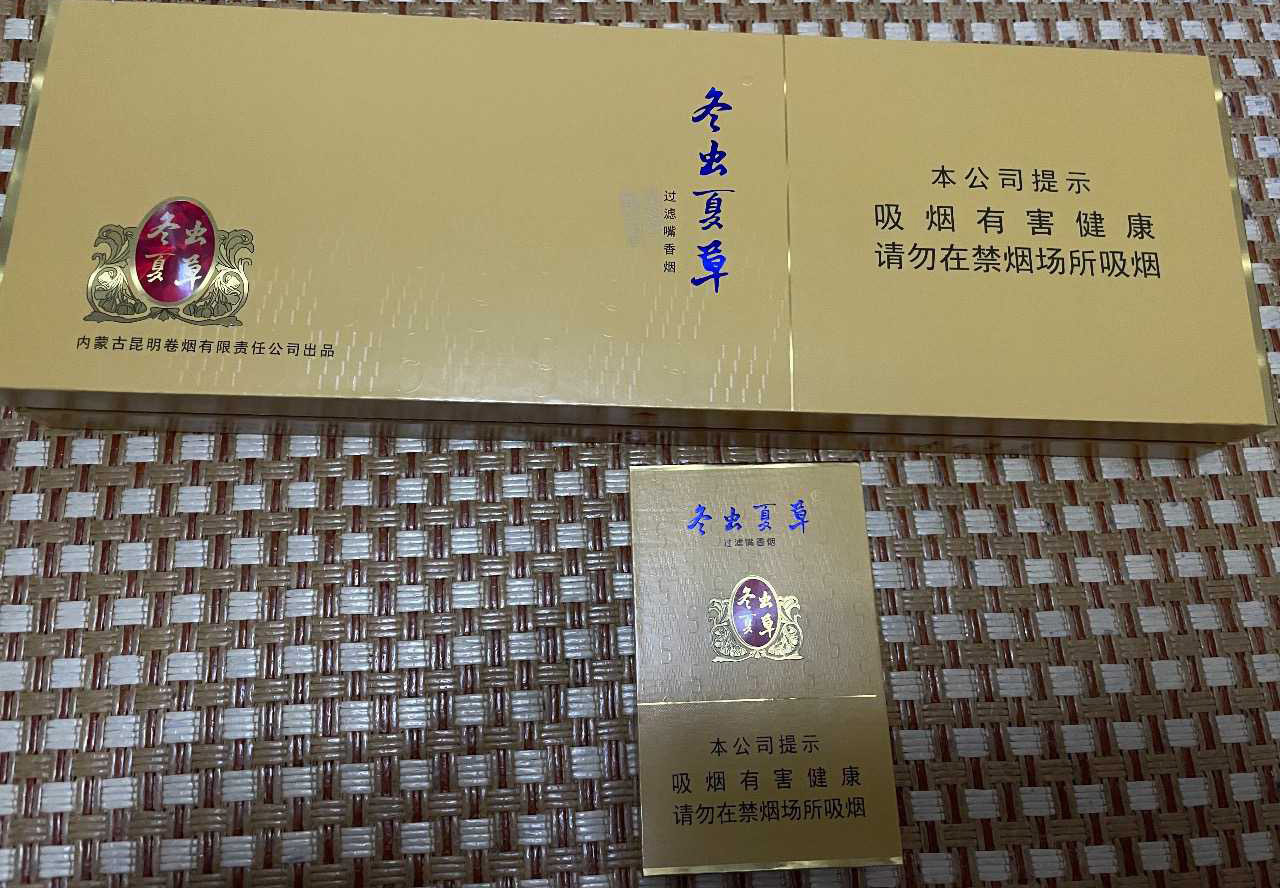 冬虫夏草
过滤嘴香烟
冬虫
夏草
内蒙古昆明卷烟有限责任公司出品
本公司提示
吸烟有害健康
请勿在禁烟场所吸烟
冬虫夏草
过滤嘴香烟
冬虫
夏草
本公司提示
吸烟有害健康
请勿在禁烟场所吸烟